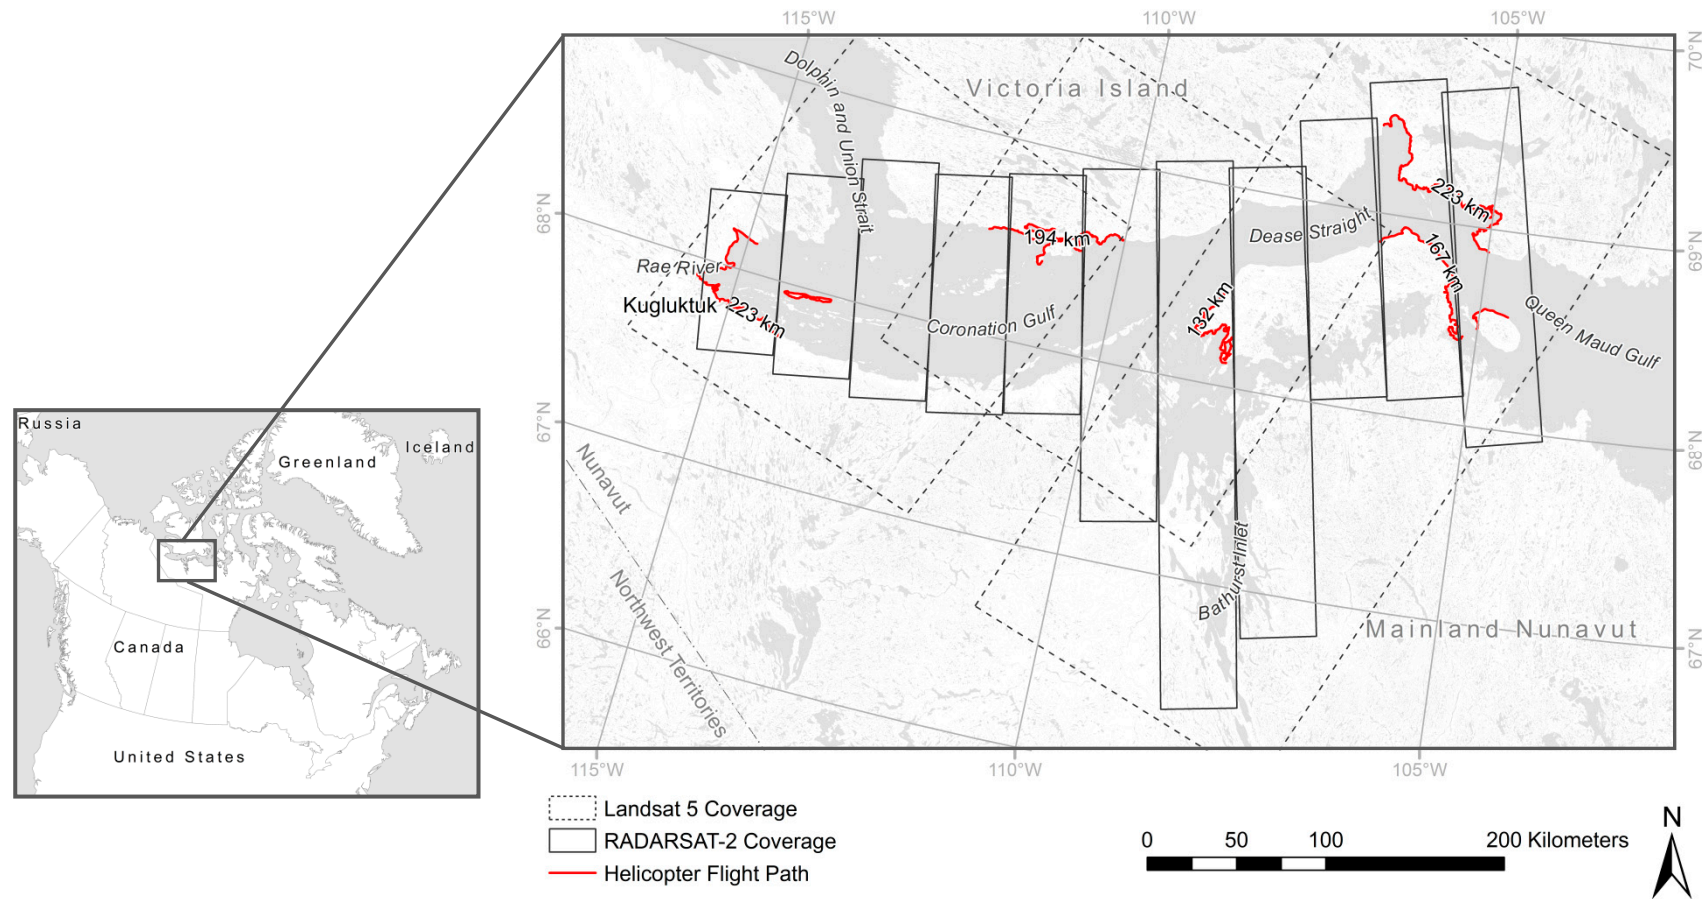 115°W
110°W
105°W
70°N
Dolphin and Union Strait
Victoria Island
68°N
223 km
69°N
194 km
Dease Straight
167 km
Rae River
Kugluktuk
223 km
Coronation Gulf
132 km
Queen Maud Gulf
67°N
68°N
Russia
Iceland
Greenland
Nunavut
Bathurst Inlet
66°N
Northwest Territories
Mainland Nunavut
67°N
Canada
United States
115°W
110°W
105°W
Landsat 5 Coverage
RADARSAT-2 Coverage
Helicopter Flight Path
0
50
100
200 Kilometers
N